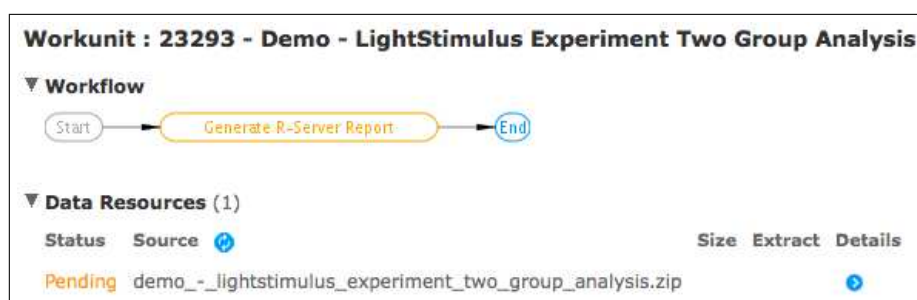 Workunit : 23293 - Demo - LightStimulus Experiment Two Group Analysis
Workflow
Start Generate R-Server Report End
Data Resources (1)
Status Source Size Extract Details
Pending demo_-_lightstimulus_experiment_two_group_analysis.zip